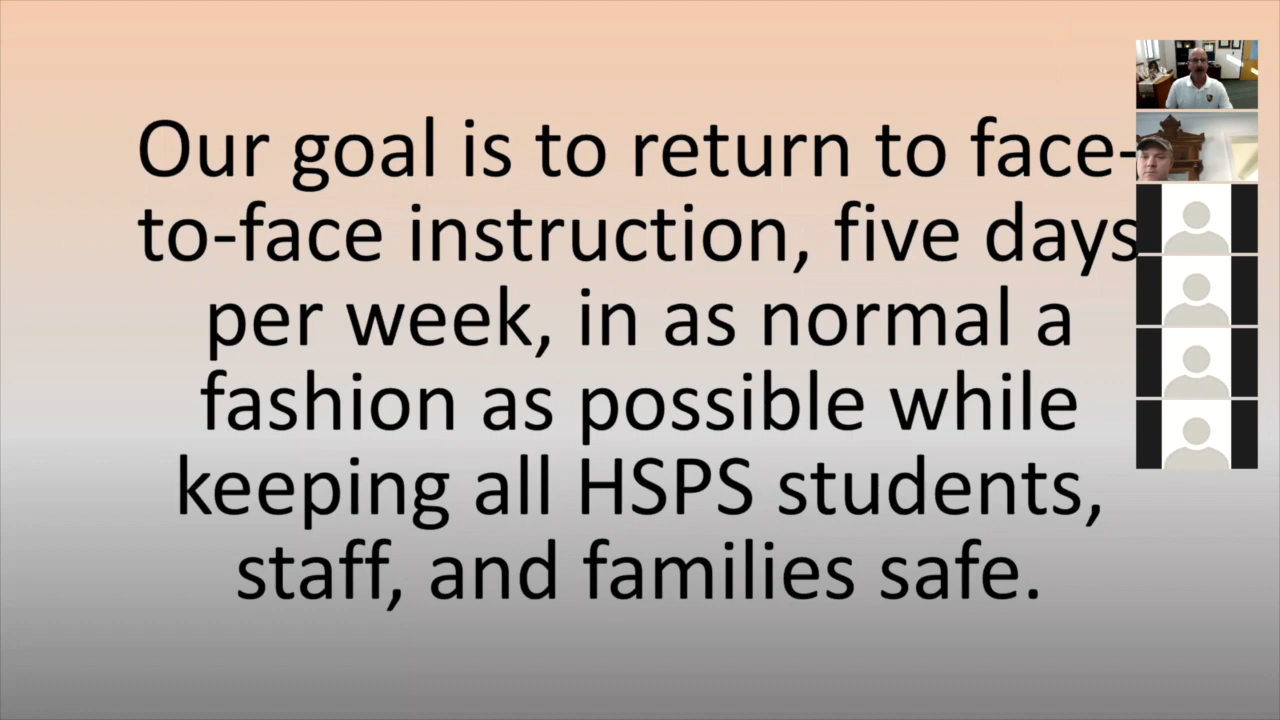 Our goal is to return to face-
to-face instruction, five days
per week, in as normal a
fashion as possible while
keeping all HSPS students,
staff, and families safe.